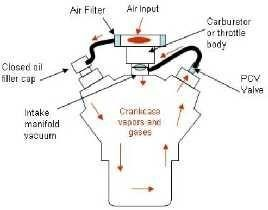 Air Filter
Air Input
Carburetor
or throttle
body
Closed oil
filler cap
PCV
Valve
Intake
manifold
vacuum
Crankcase
vapors and
gases